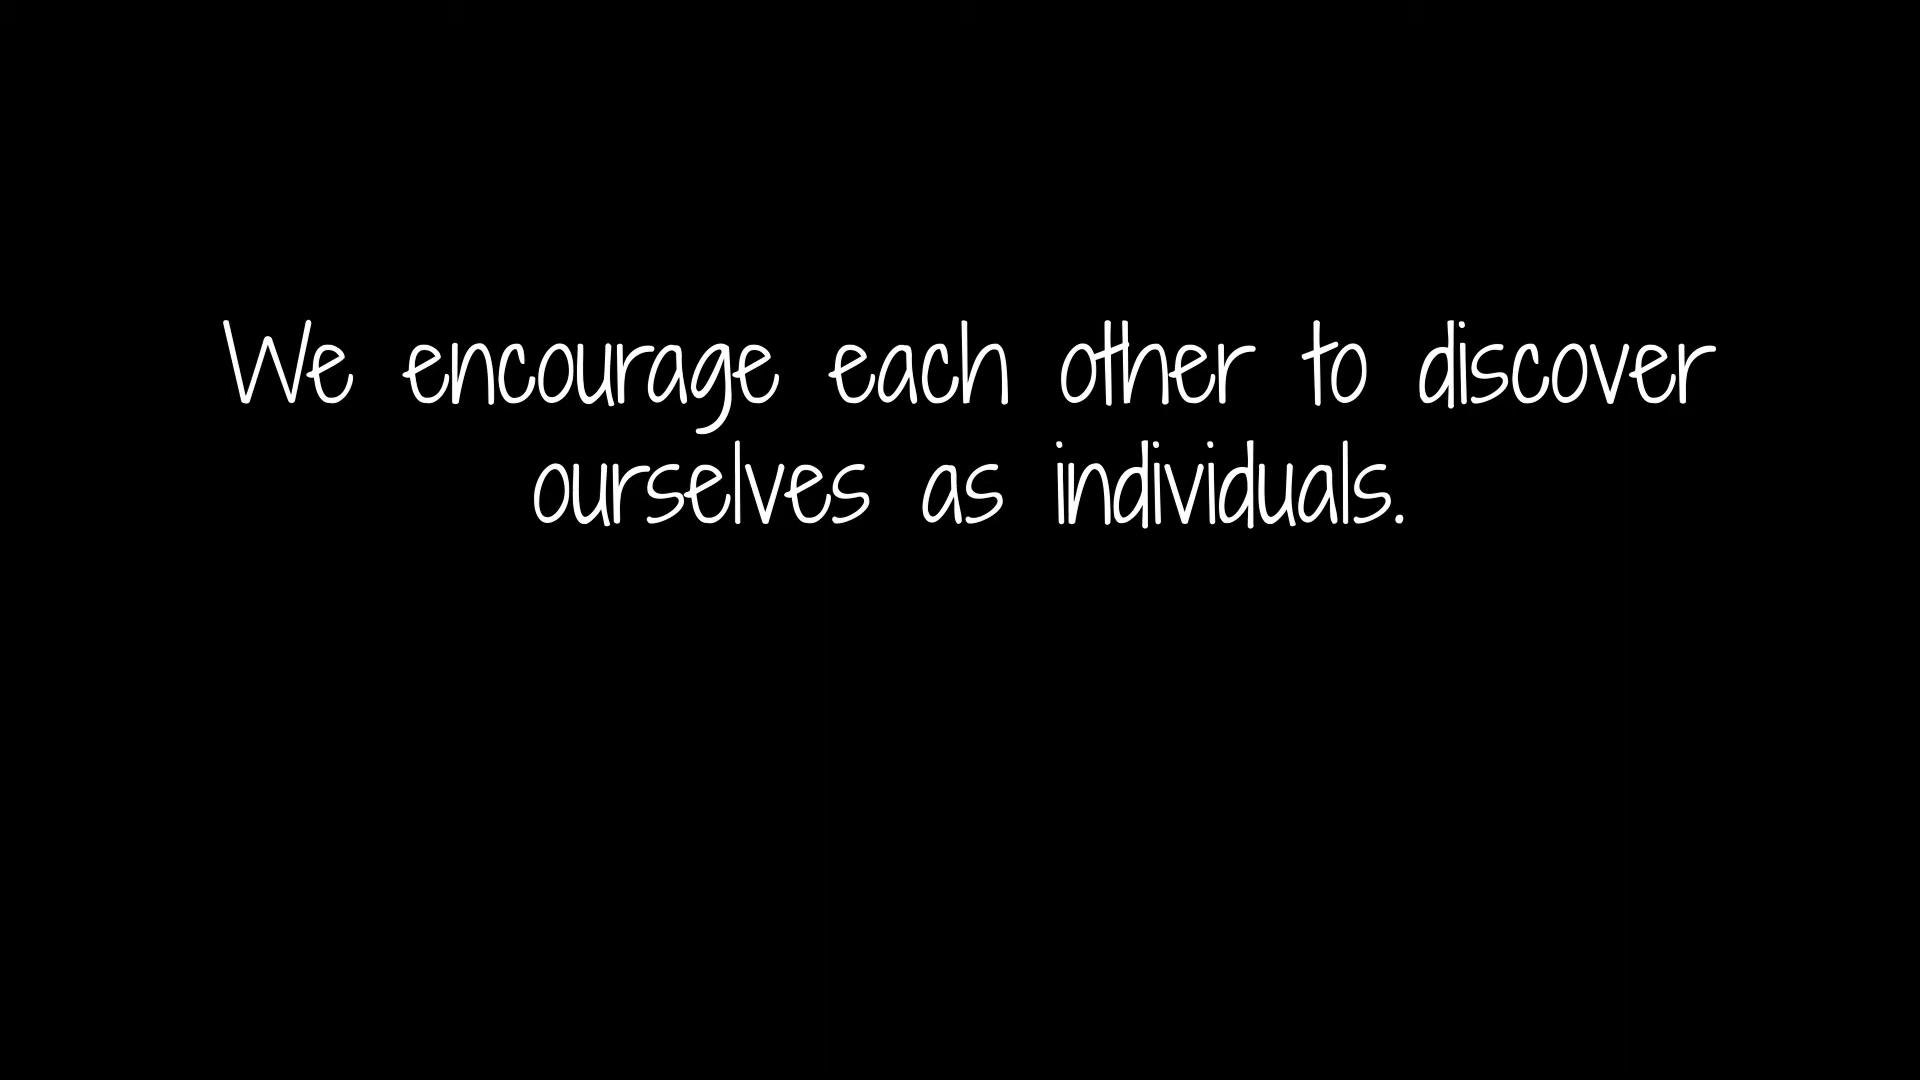 We encourage each other to discover
ourselves as individuals.